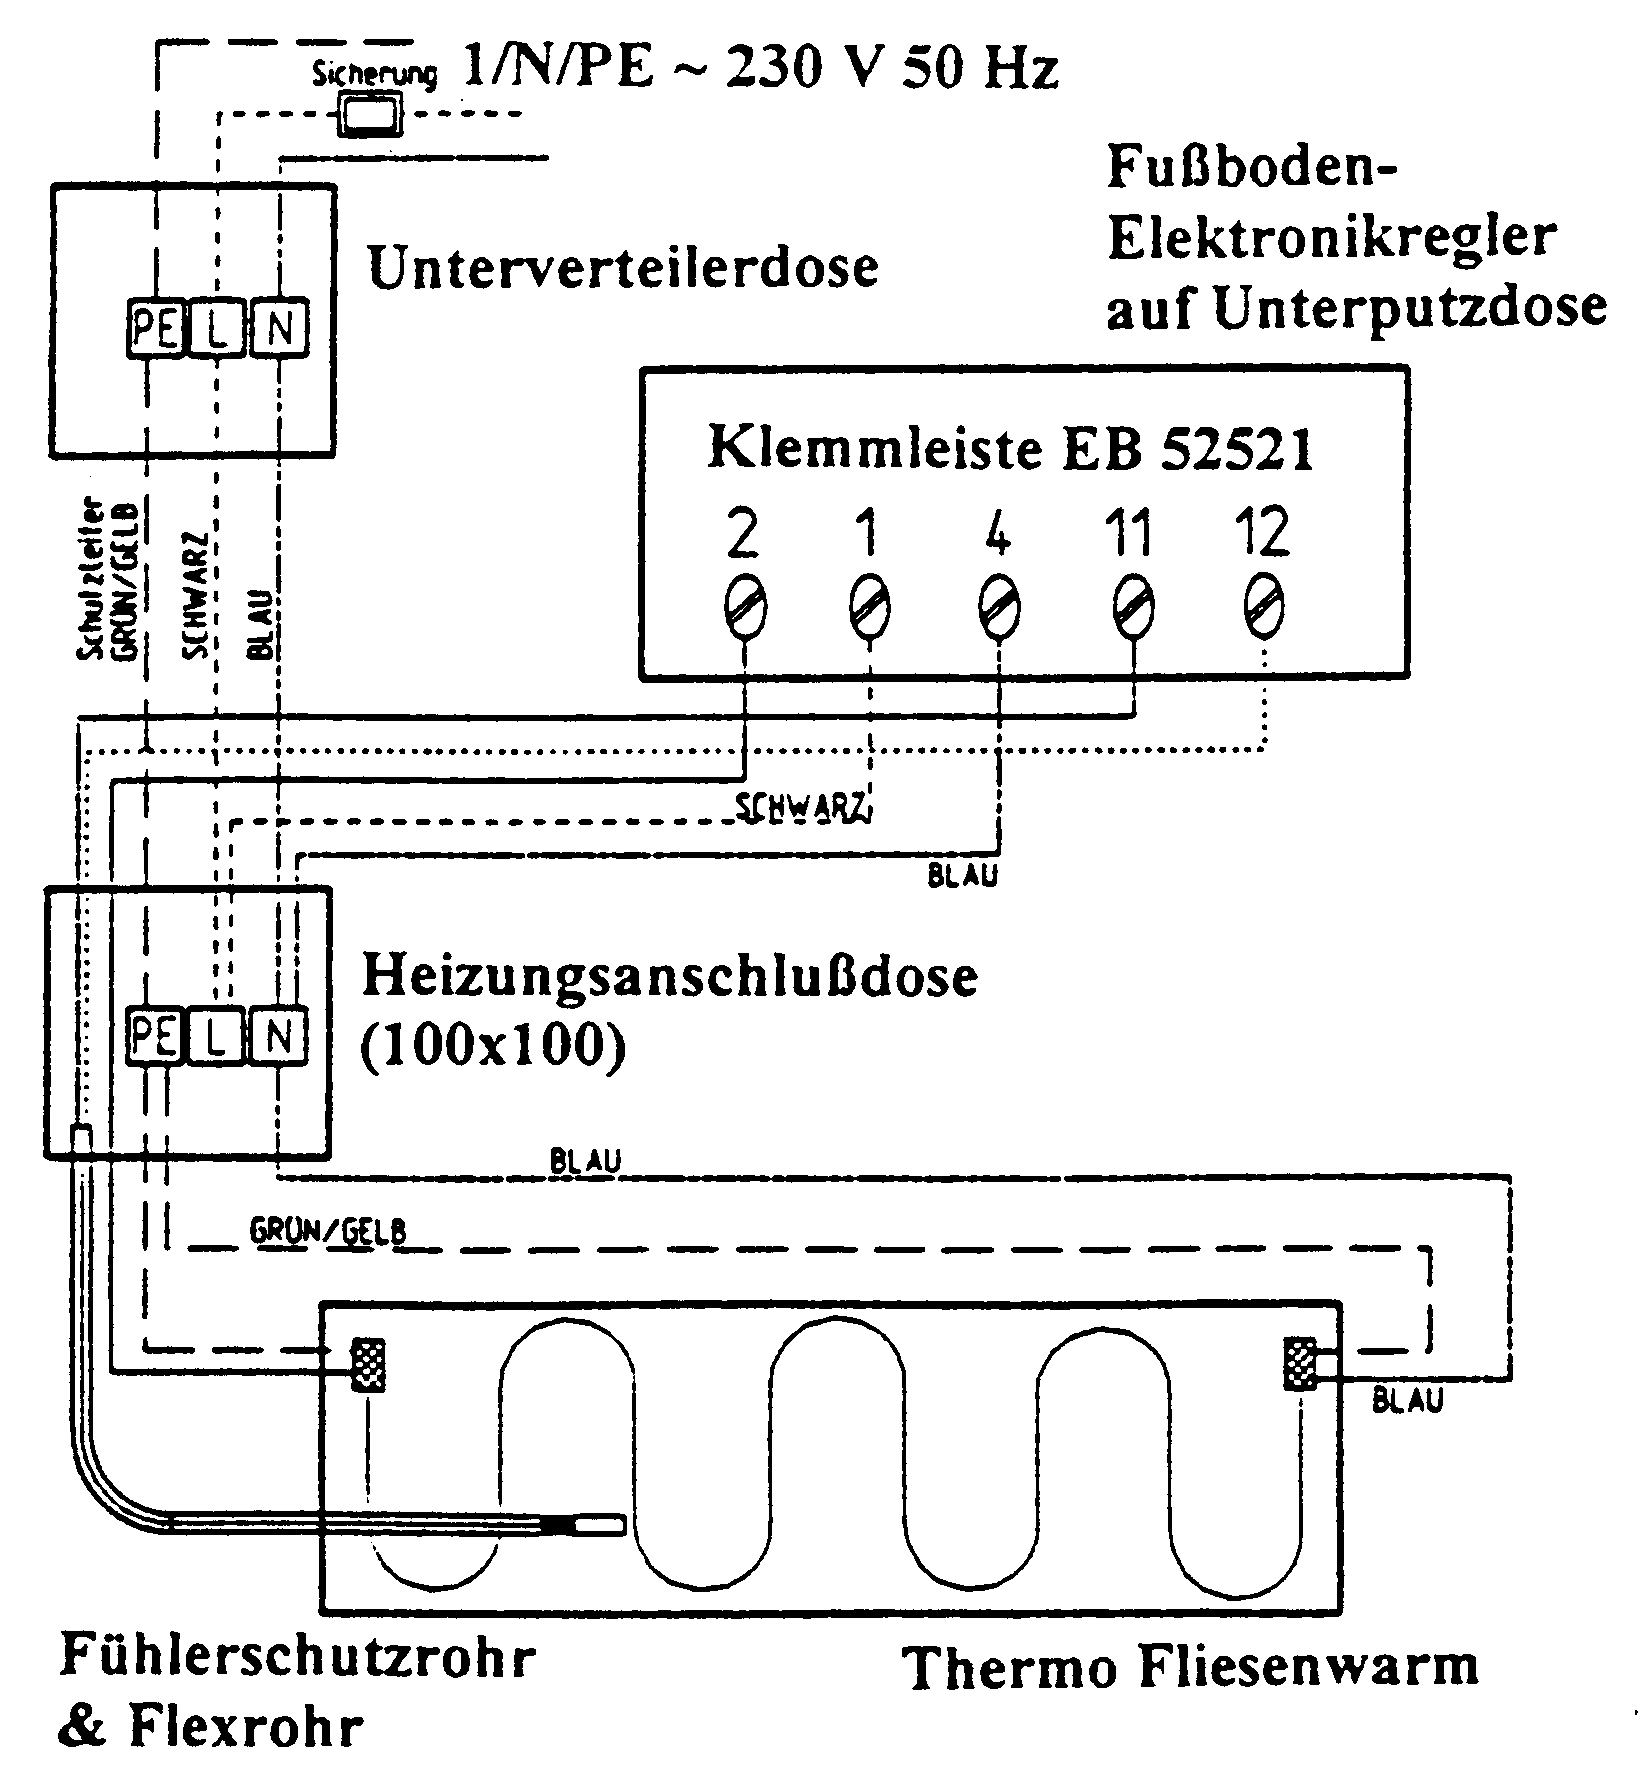 Sicherung 1/N/PE ~ 230 V 50 Hz
Fußboden-
Elektronikregler
auf Unterputzdose
Unterverteilerdose
PE L N
Klemmleiste EB 52521
2 1 4 11 12
Schutzleiter
GRÜN/GELB
SCHWARZ
BLAU
SCHWARZ
BLAU
Heizungsanschlußdose
(100x100)
PE L N
BLAU
GRÜN/GELB
BLAU
Fühlerschutzrohr
& Flexrohr
Thermo Fliesenwarm